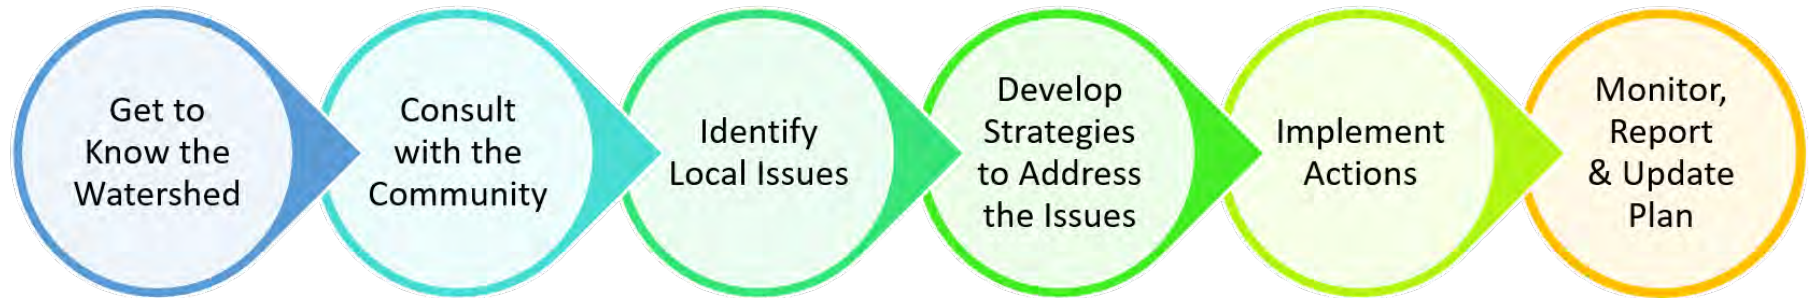 Get to
Know the
Watershed
Consult
with the
Community
Identify
Local Issues
Develop
Strategies
to Address
the Issues
Implement
Actions
Monitor,
Report
& Update
Plan